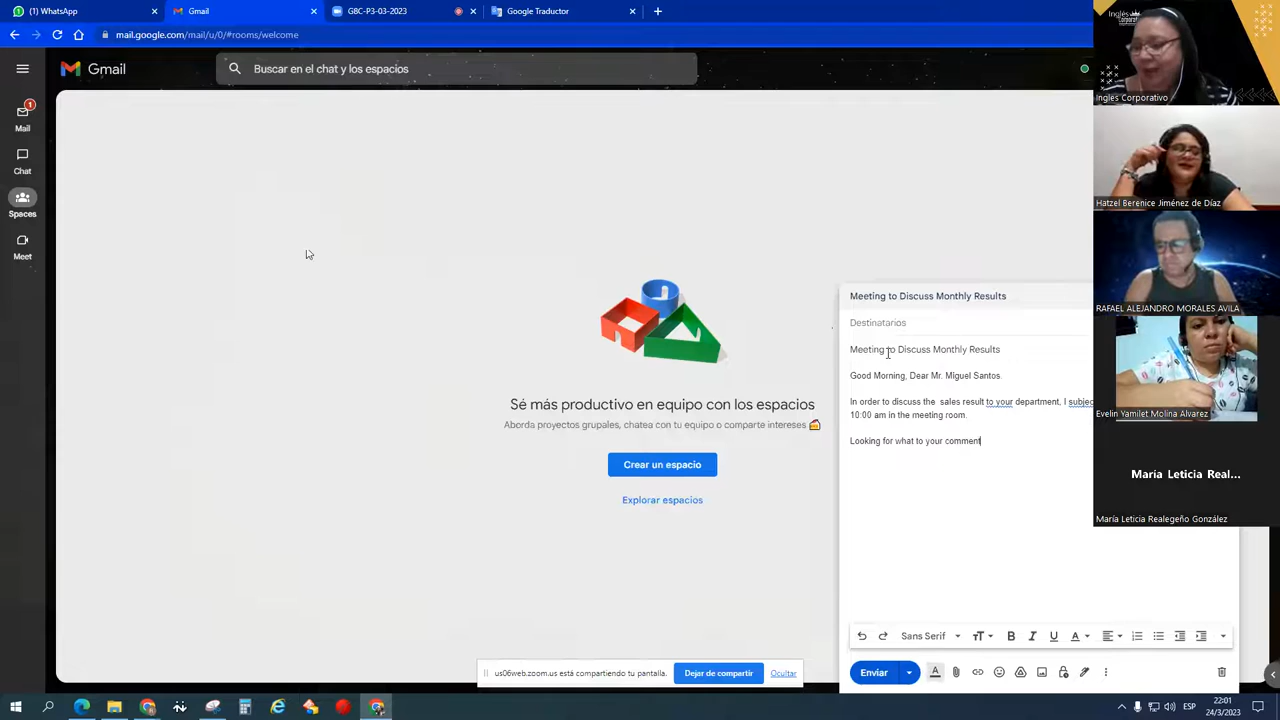 (1) WhatsApp
Gmail
GBC-P3-03-2023
Google Traductor
mail.google.com/mail/u/0/#rooms/welcome
Gmail
Buscar en el chat y los espacios
1
Mail
Chat
Spaces
Meet
Sé más productivo en equipo con los espacios
Aborda proyectos grupales, chatea con tu equipo o comparte intereses
Crear un espacio
Explorar espacios
Meeting to Discuss Monthly Results
Destinatarios
Meeting to Discuss Monthly Results
Good Morning, Dear Mr. Miguel Santos.
In order to discuss the sales result to your department, I subjec
10:00 am in the meeting room.
Looking for what to your comment
Sans Serif
Enviar
us06web.zoom.us está compartiendo tu pantalla.
Dejar de compartir
Ocultar
Inglés
Corporativo
Ingles Corporativo
Hatzel Berenice Jiménez de Díaz
RAFAEL ALEJANDRO MORALES AVILA
Evelin Yamilet Molina Alvarez
María Leticia Real...
María Leticia Realegeño González
ESP
22:01
24/3/2023